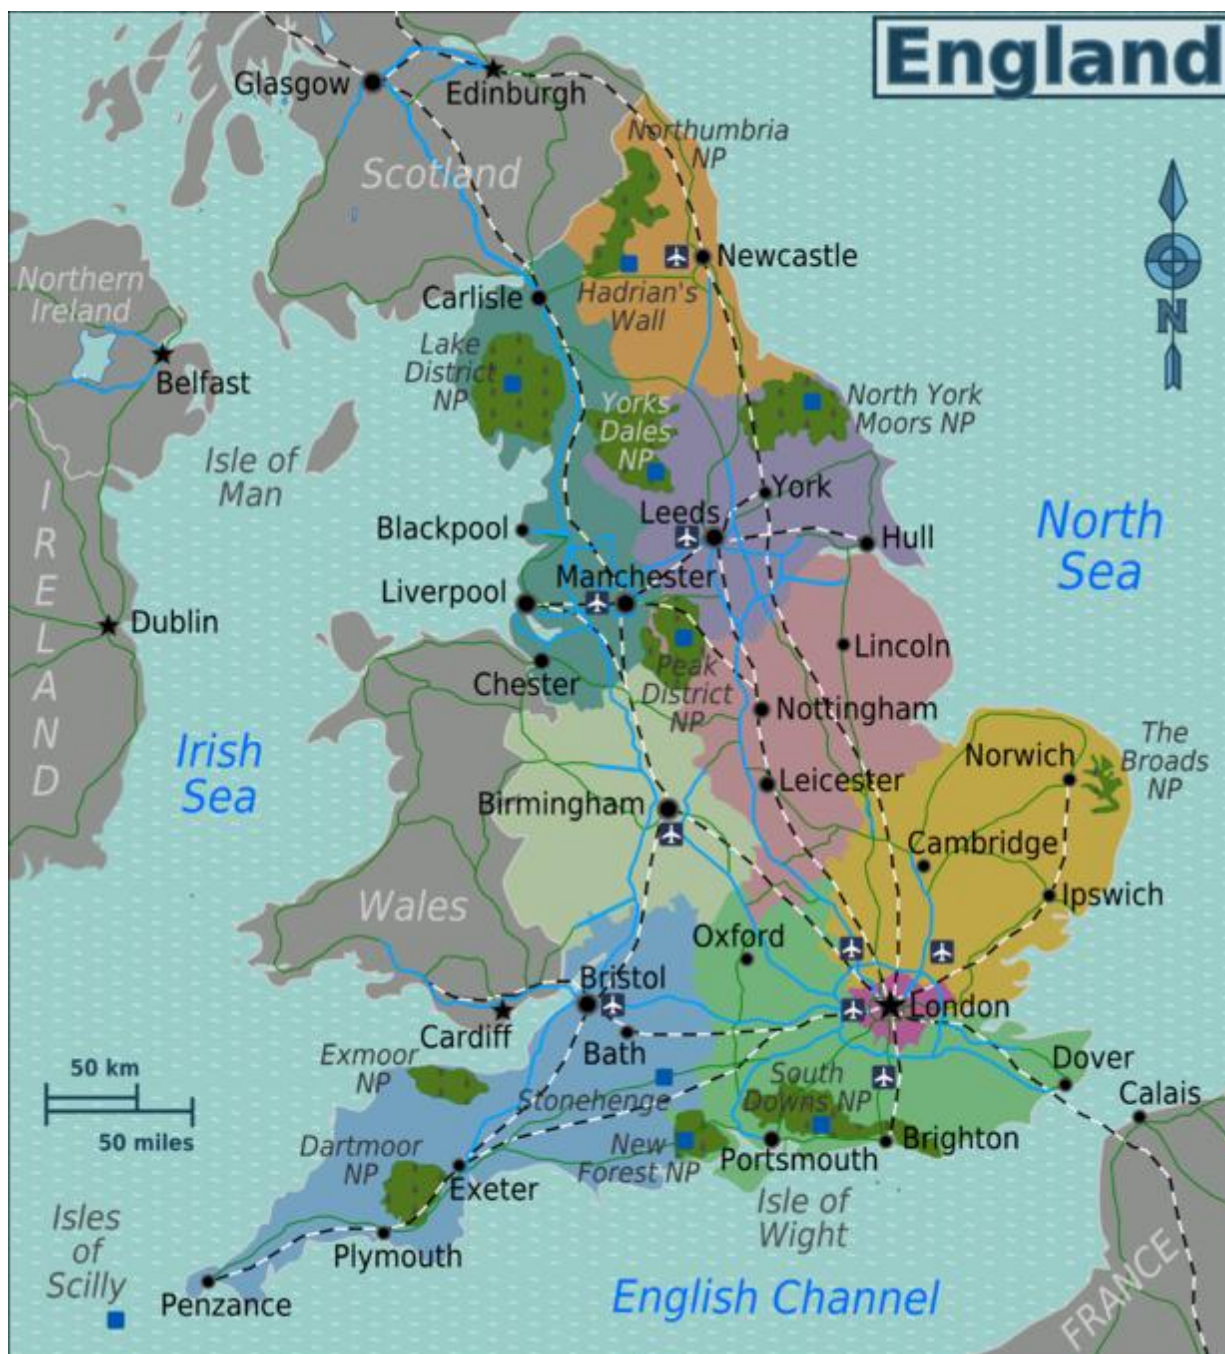 England
Glasgow
Edinburgh
Northumbria
NP
Scotland
Newcastle
Northern
Ireland
Carlisle
Hadrian's
Wall
N
Lake
District
NP
Belfast
North York
Moors NP
Yorks
Dales
NP
Isle of
Man
York
IRELAND
Leeds
Blackpool
Hull
North
Sea
Manchester
Liverpool
Dublin
Lincoln
Chester
Peak
District
NP
Nottingham
Irish
Sea
The
Broads
NP
Norwich
Leicester
Birmingham
Cambridge
Ipswich
Wales
Oxford
Bristol
London
Cardiff
Bath
Exmoor
NP
Dover
50 km
50 miles
Stonehenge
South
Downs NP
Calais
Dartmoor
NP
New
Forest NP
Portsmouth
Brighton
Exeter
Isle of
Wight
Isles
of
Scilly
Plymouth
Penzance
English Channel
FRANCE